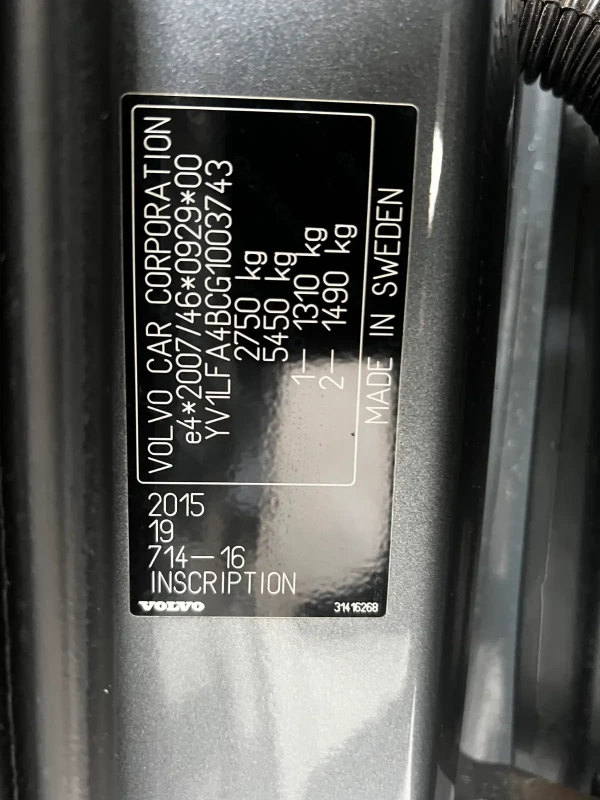 VOLVO CAR CORPORATION
e4*2007/46*0929*00
YV1LFA4BCG1003743
2750 kg
5450 kg
1— 1310 kg
2— 1490 kg
MADE IN SWEDEN
2015
19
714—16
INSCRIPTION
VOLVO
31416268